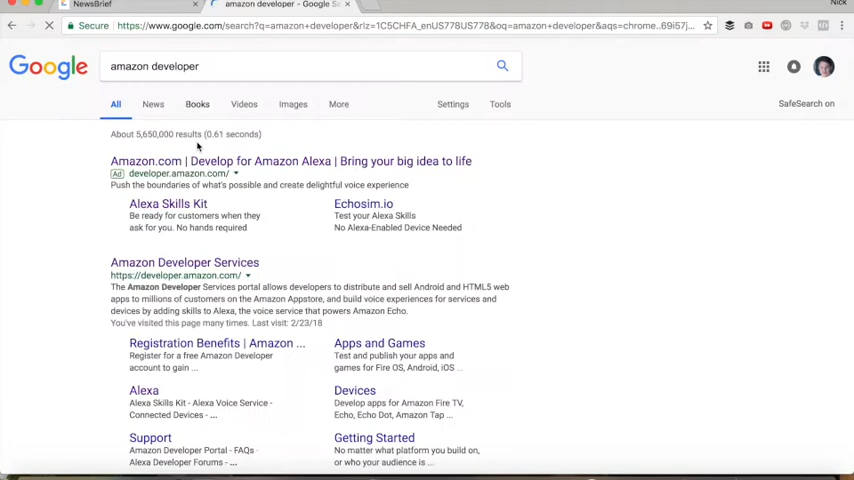 NewsBrief
amazon developer - Google S
Nick
Secure https://www.google.com/search?q=amazon+developer&rlz=1C5CHFA_enUS778US778&oq=amazon+developer&aqs=chrome..69i57j...
Google
amazon developer
All News Books Videos Images More Settings Tools
SafeSearch on
About 5,650,000 results (0.61 seconds)
Amazon.com | Develop for Amazon Alexa | Bring your big idea to life
Ad developer.amazon.com/
Push the boundaries of what's possible and create delightful voice experience
Alexa Skills Kit
Be ready for customers when they
ask for you. No hands required
Echosim.io
Test your Alexa Skills
No Alexa-Enabled Device Needed
Amazon Developer Services
https://developer.amazon.com/
The Amazon Developer Services portal allows developers to distribute and sell Android and HTML5 web
apps to millions of customers on the Amazon Appstore, and build voice experiences for services and
devices by adding skills to Alexa, the voice service that powers Amazon Echo.
You've visited this page many times. Last visit: 2/23/18
Registration Benefits | Amazon ...
Register for a free Amazon Developer
account to gain ...
Apps and Games
Test and publish your apps and
games for Fire OS, Android, iOS ...
Alexa
Alexa Skills Kit - Alexa Voice Service -
Connected Devices - ...
Devices
Develop apps for Amazon Fire TV,
Echo, Echo Dot, Amazon Tap ...
Support
Amazon Developer Portal - FAQs -
Alexa Developer Forums - ...
Getting Started
No matter what platform you build on,
or who your audience is ...